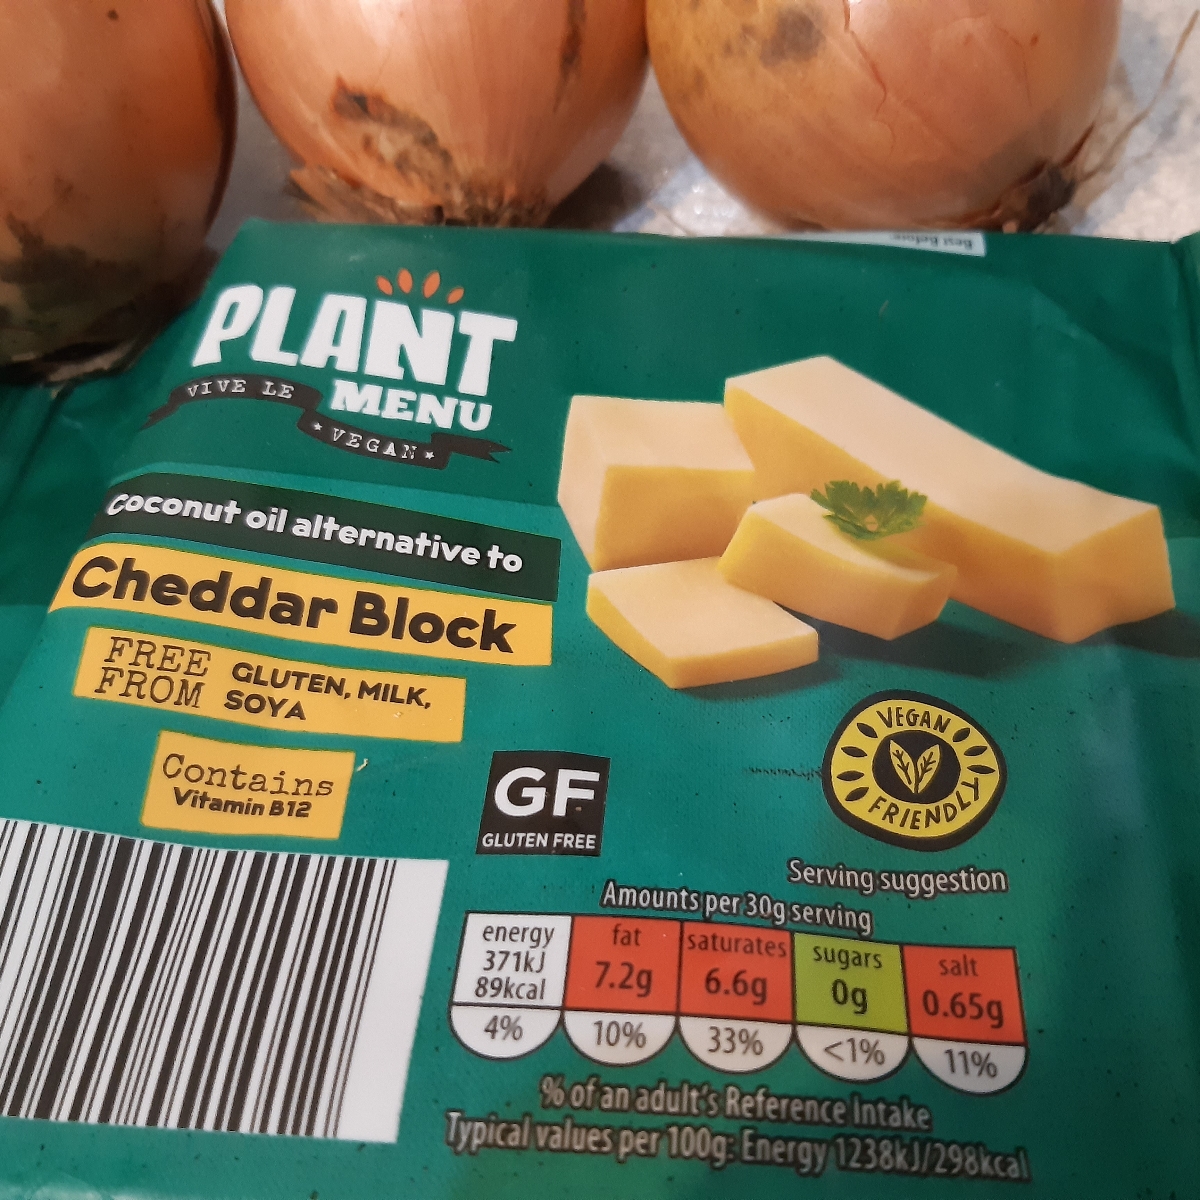 Best Before
PLANT
MENU
VIVE LE
★ VEGAN ★
coconut oil alternative to
Cheddar Block
FREE FROM
GLUTEN, MILK,
SOYA
Contains
Vitamin B12
GF
GLUTEN FREE
VEGAN
FRIENDLY
Serving suggestion
Amounts per 30g serving
energy 371kJ 89kcal 4%
fat 7.2g 10%
saturates 6.6g 33%
sugars 0g <1%
salt 0.65g 11%
% of an adult's Reference Intake
Typical values per 100g: Energy 1238kJ/298kcal